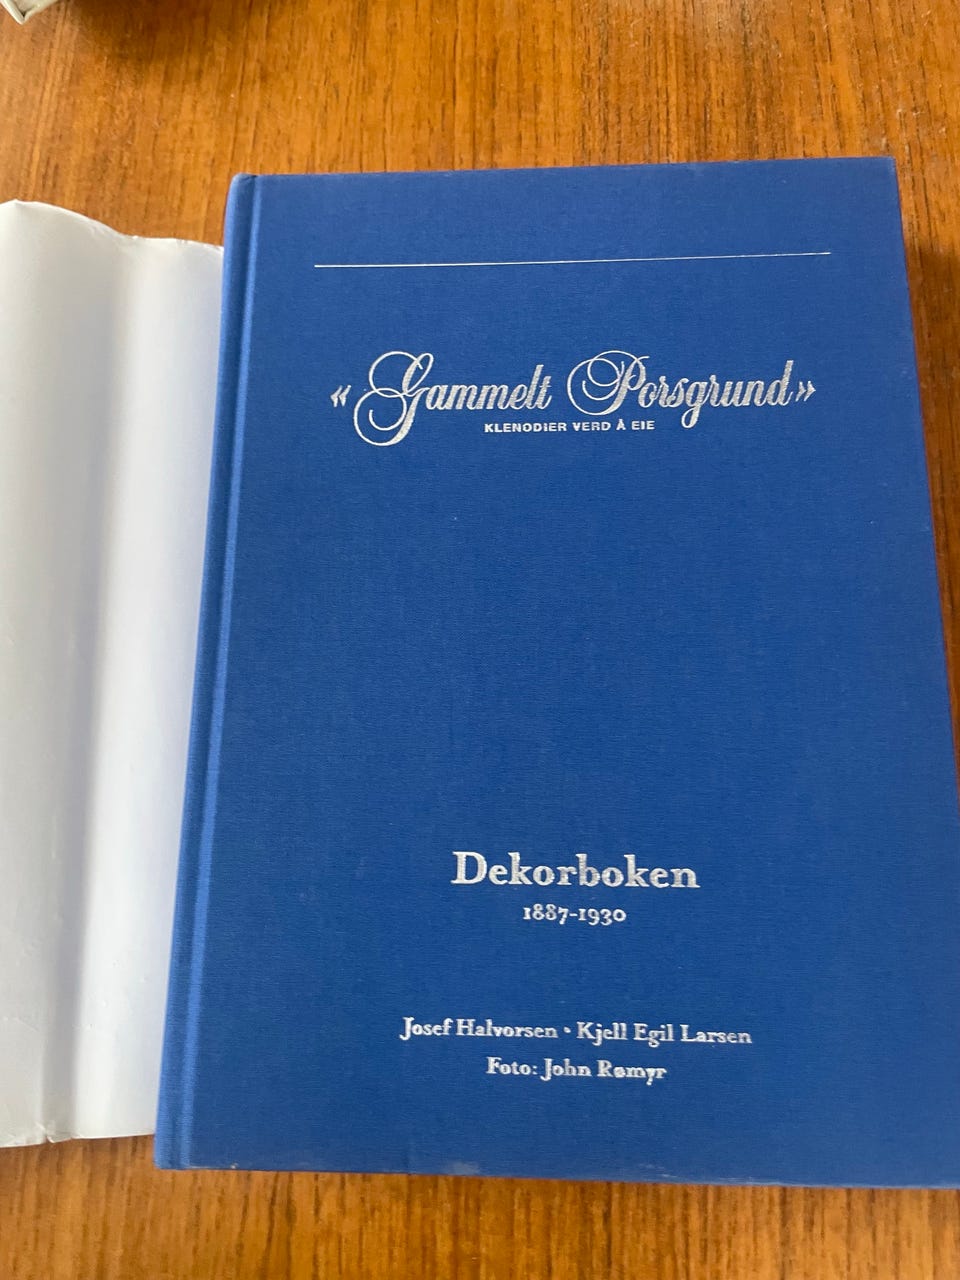 «Gammelt Porsgrund»
KLENODIER VERD Å EIE
Dekorboken
1887-1930
Josef Halvorsen • Kjell Egil Larsen
Foto: John Rømyr